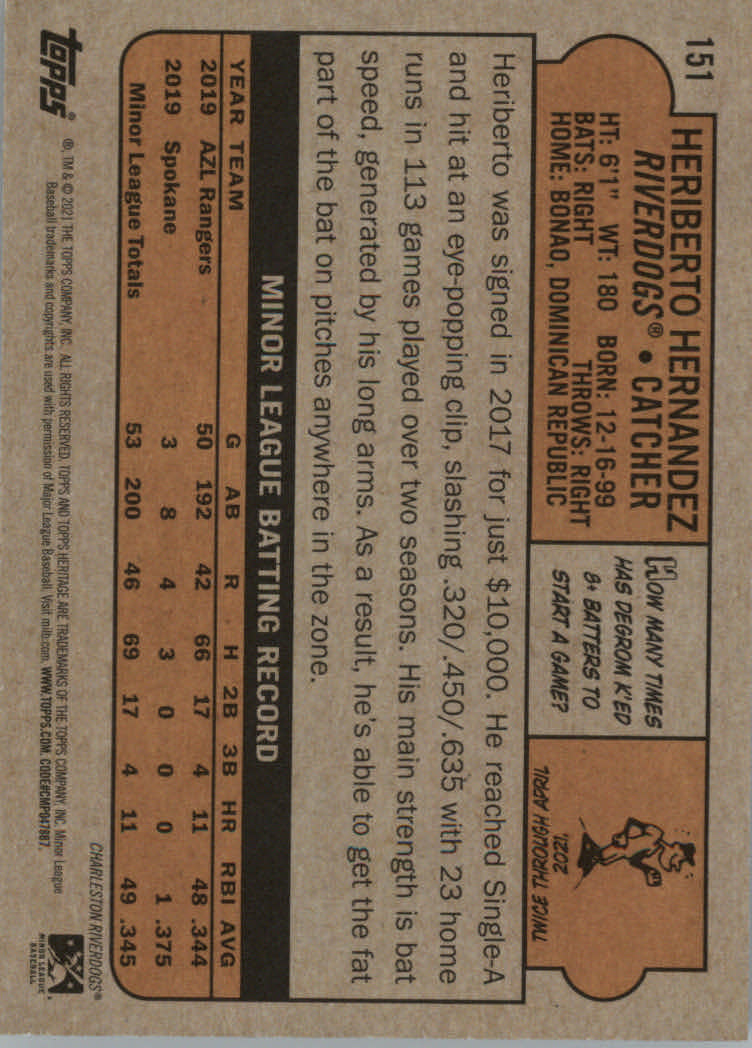 151
HERIBERTO HERNANDEZ
RIVERDOGS® • CATCHER
HT: 6'1" WT: 180 BORN: 12-16-99
BATS: RIGHT THROWS: RIGHT
HOME: BONAO, DOMINICAN REPUBLIC
HOW MANY TIMES
HAS DEGROM K'ED
8+ BATTERS TO
START A GAME?
TWICE THROUGH APRIL
2021.
Heriberto was signed in 2017 for just $10,000. He reached Single-A
and hit at an eye-popping clip, slashing .320/.450/.635 with 23 home
runs in 113 games played over two seasons. His main strength is bat
speed, generated by his long arms. As a result, he's able to get the fat
part of the bat on pitches anywhere in the zone.
MINOR LEAGUE BATTING RECORD
YEAR TEAM G AB R H 2B 3B HR RBI AVG
2019 AZL Rangers 50 192 42 66 17 4 11 48 .344
2019 Spokane 3 8 4 3 0 0 0 1 .375
Minor League Totals 53 200 46 69 17 4 11 49 .345
CHARLESTON RIVERDOGS®
topps®
®, TM & © 2021 THE TOPPS COMPANY, INC. ALL RIGHTS RESERVED. TOPPS AND TOPPS HERITAGE ARE TRADEMARKS OF THE TOPPS COMPANY, INC. Minor League
Baseball trademarks and copyrights are used with permission of Major League Baseball. Visit milb.com. WWW.TOPPS.COM. CODE#CMP047887.
MINOR LEAGUE
BASEBALL